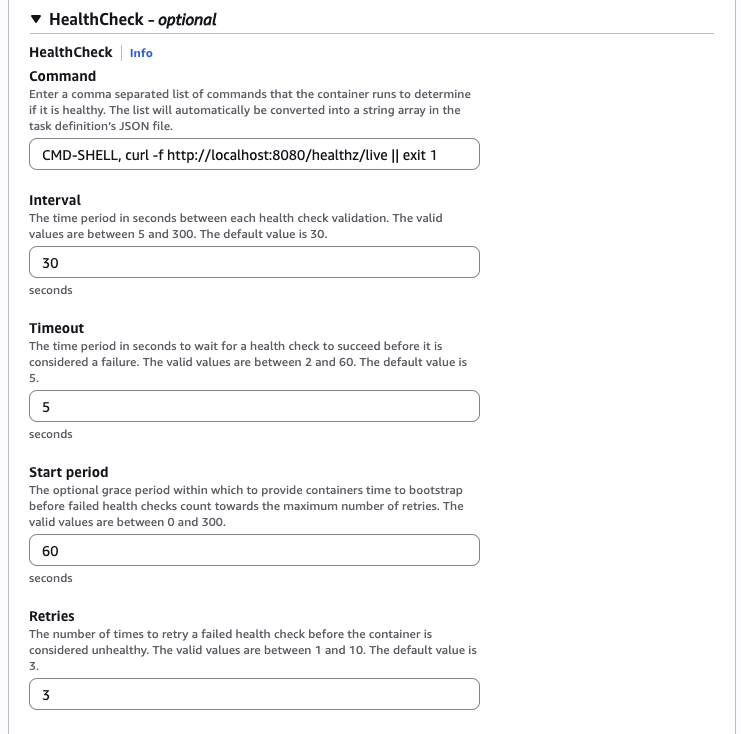 HealthCheck - optional
HealthCheck Info
Command
Enter a comma separated list of commands that the container runs to determine
if it is healthy. The list will automatically be converted into a string array in the
task definition's JSON file.
CMD-SHELL, curl -f http://localhost:8080/healthz/live || exit 1
Interval
The time period in seconds between each health check validation. The valid
values are between 5 and 300. The default value is 30.
30
seconds
Timeout
The time period in seconds to wait for a health check to succeed before it is
considered a failure. The valid values are between 2 and 60. The default value is
5.
5
seconds
Start period
The optional grace period within which to provide containers time to bootstrap
before failed health checks count towards the maximum number of retries. The
valid values are between 0 and 300.
60
seconds
Retries
The number of times to retry a failed health check before the container is
considered unhealthy. The valid values are between 1 and 10. The default value is
3.
3